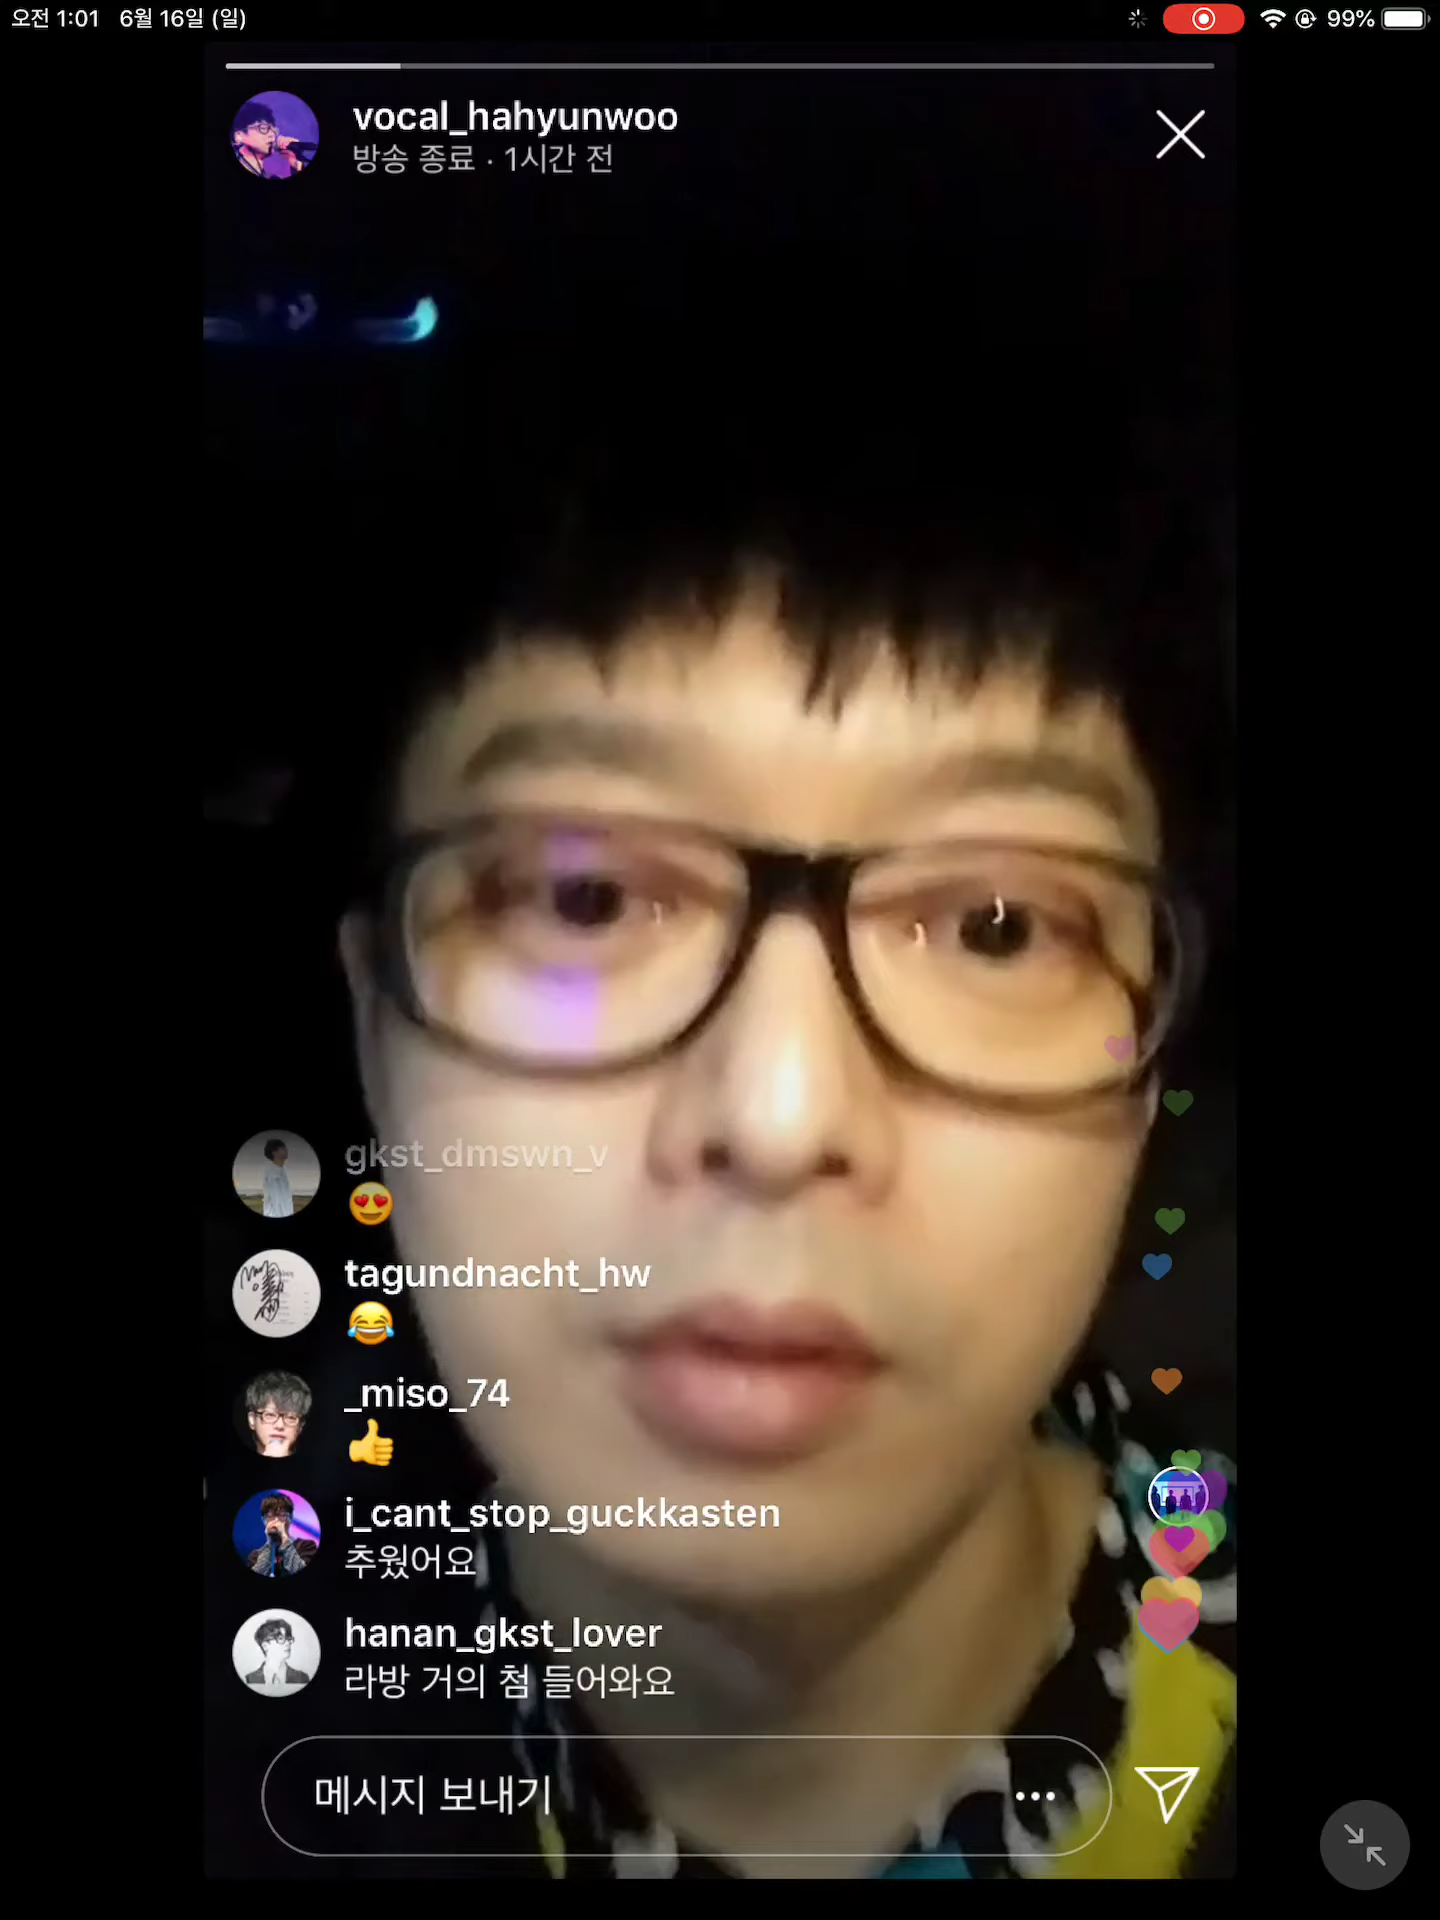 오전 1:01 6월 16일 (일) 99%
vocal_hahyunwoo
방송 종료 · 1시간 전
gkst_dmswn_v
😍
tagundnacht_hw
😂
_miso_74
👍
i_cant_stop_guckkasten
추웠어요
hanan_gkst_lover
라방 거의 첨 들어와요
메시지 보내기